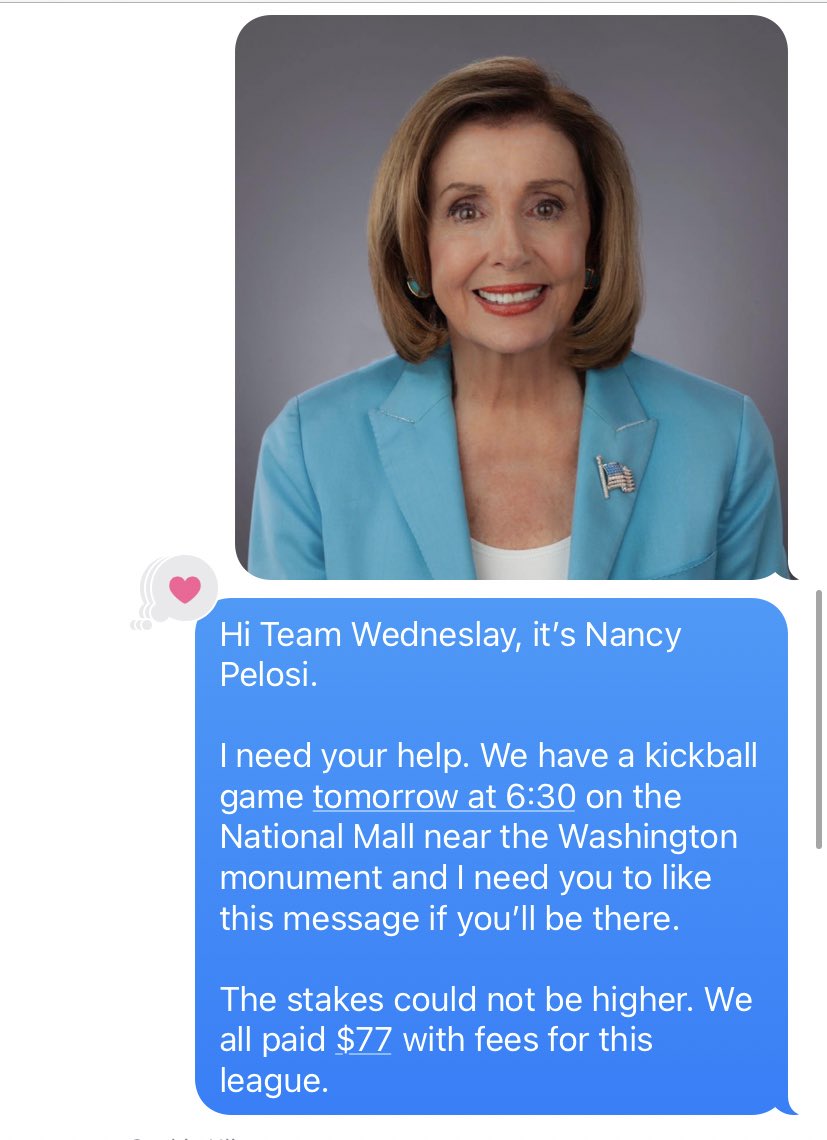 Hi Team Wedneslay, it's Nancy
Pelosi.
I need your help. We have a kickball
game tomorrow at 6:30 on the
National Mall near the Washington
monument and I need you to like
this message if you'll be there.
The stakes could not be higher. We
all paid $77 with fees for this
league.